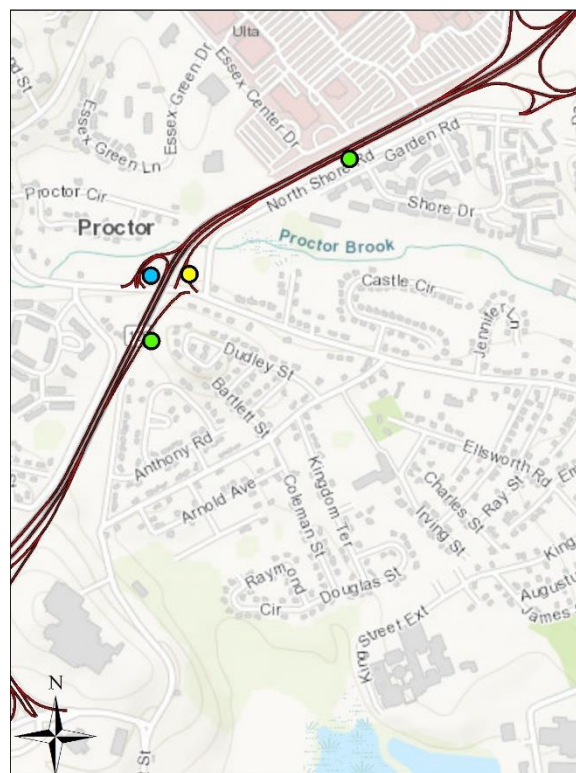 Ulta
Essex Green Dr
Essex Center Dr
Essex Green Ln
Garden Rd
North Shore Rd
Proctor Cir
Shore Dr
Proctor
Proctor Brook
Castle Cir
Jennifer Ln
Dudley St
Bartlett St
Anthony Rd
Ellsworth Rd
Charles St
Ray St
Arnold Ave
Kingdom Ter
Coleman St
Irving St
Raymond
Cir
Douglas St
King
Street Ext
James
N
St